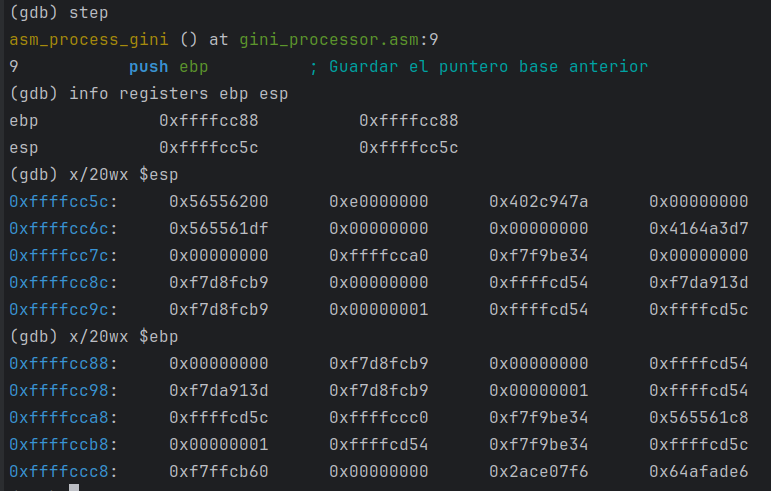 (gdb) step
asm_process_gini () at gini_processor.asm:9
9 push ebp ; Guardar el puntero base anterior
(gdb) info registers ebp esp
ebp 0xffffcc88 0xffffcc88
esp 0xffffcc5c 0xffffcc5c
(gdb) x/20wx $esp
0xffffcc5c: 0x56556200 0xe0000000 0x402c947a 0x00000000
0xffffcc6c: 0x565561df 0x00000000 0x00000000 0x4164a3d7
0xffffcc7c: 0x00000000 0xffffcca0 0xf7f9be34 0x00000000
0xffffcc8c: 0xf7d8fcb9 0x00000000 0xffffcd54 0xf7da913d
0xffffcc9c: 0xf7d8fcb9 0x00000001 0xffffcd54 0xffffcd5c
(gdb) x/20wx $ebp
0xffffcc88: 0x00000000 0xf7d8fcb9 0x00000000 0xffffcd54
0xffffcc98: 0xf7da913d 0xf7d8fcb9 0x00000001 0xffffcd54
0xffffcca8: 0xffffcd5c 0xffffccc0 0xf7f9be34 0x565561c8
0xffffccb8: 0x00000001 0xffffcd54 0xf7f9be34 0xffffcd5c
0xffffccc8: 0xf7ffcb60 0x00000000 0x2ace07f6 0x64afade6